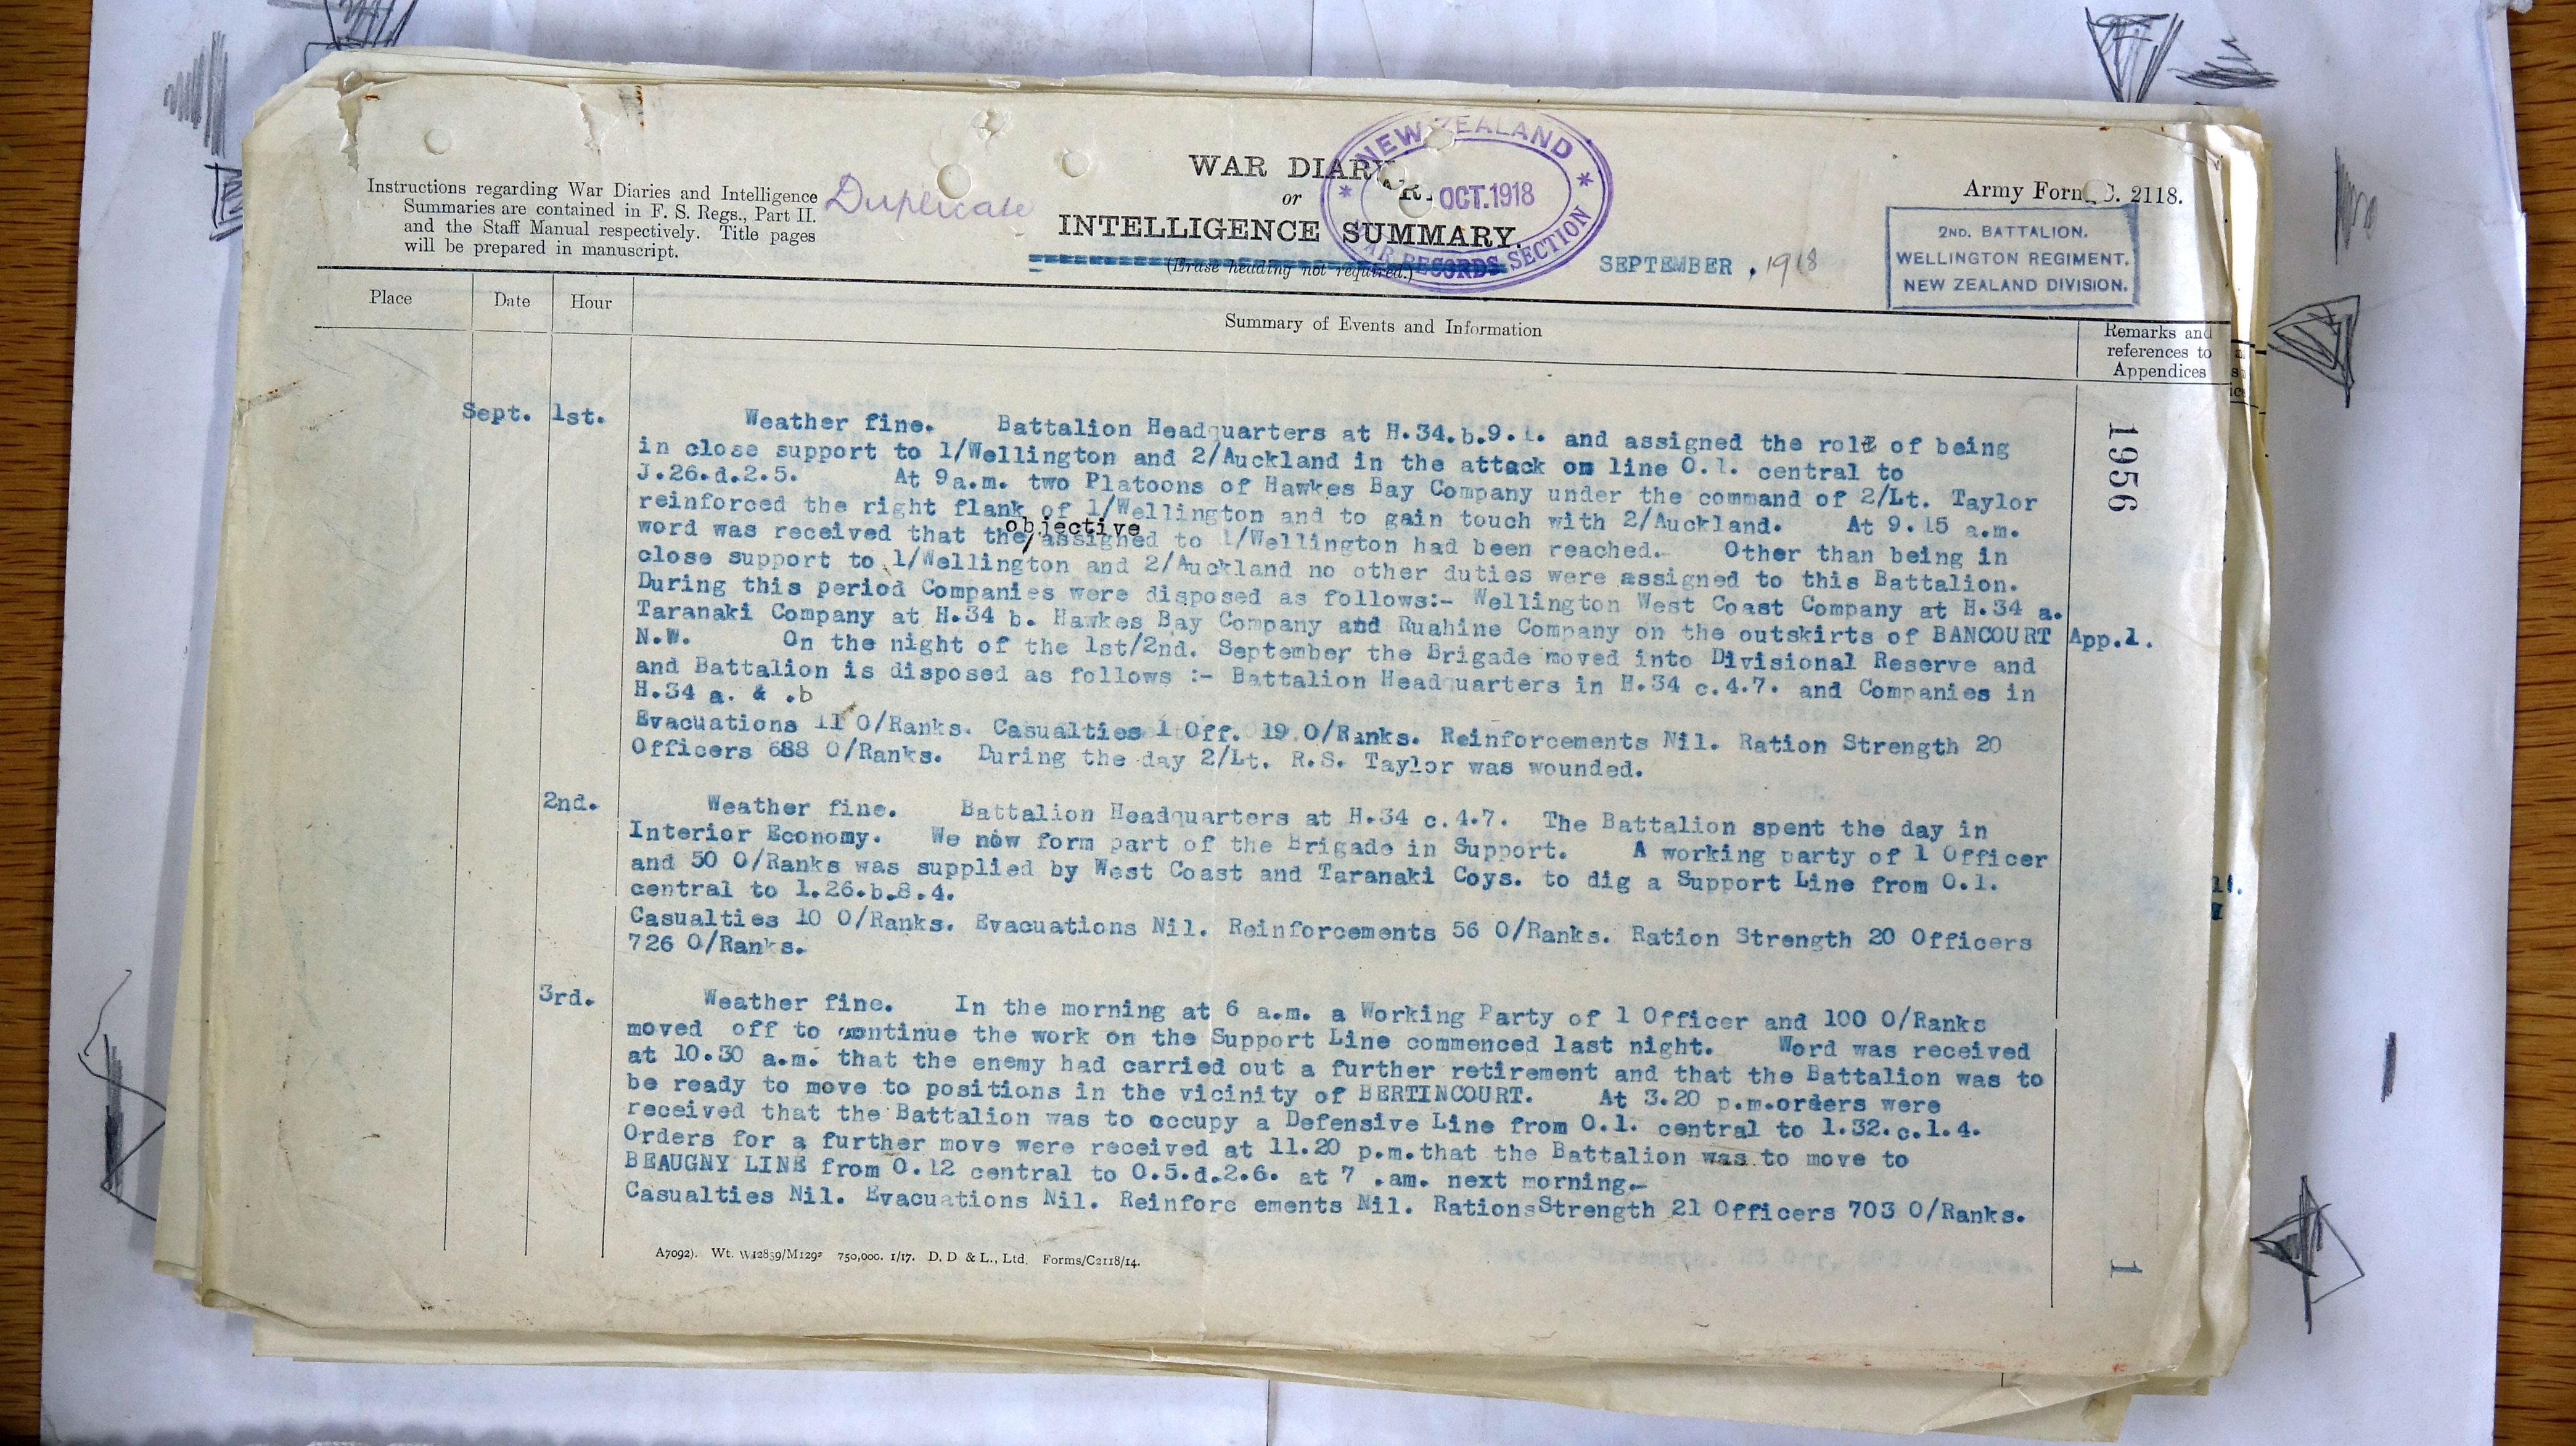 Instructions regarding War Diaries and Intelligence
Summaries are contained in F. S. Regs., Part II.
and the Staff Manual respectively. Title pages
will be prepared in manuscript.
Duplicate
WAR DIARY
or
INTELLIGENCE SUMMARY.
(Erase heading not required.)
NEW ZEALAND
OCT. 1918
WAR RECORDS SECTION
SEPTEMBER, 1918
Army Form C. 2118.
2ND. BATTALION.
WELLINGTON REGIMENT.
NEW ZEALAND DIVISION.
Place Date Hour
Summary of Events and Information
Remarks and
references to
Appendices
1956
Sept. 1st. Weather fine. Battalion Headquarters at H.34.b.9.1. and assigned the role of being
in close support to 1/Wellington and 2/Auckland in the attack on line O.1. central to
J.26.d.2.5. At 9a.m. two Platoons of Hawkes Bay Company under the command of 2/Lt. Taylor
reinforced the right flank of 1/Wellington and to gain touch with 2/Auckland. At 9.15 a.m.
objective
word was received that the/assigned to 1/Wellington had been reached. Other than being in
close support to 1/Wellington and 2/Auckland no other duties were assigned to this Battalion.
During this period Companies were disposed as follows:- Wellington West Coast Company at H.34 a.
Taranaki Company at H.34 b. Hawkes Bay Company and Ruahine Company on the outskirts of BANCOURT App.1.
N.W. On the night of the 1st/2nd. September the Brigade moved into Divisional Reserve and
and Battalion is disposed as follows :- Battalion Headquarters in H.34 c.4.7. and Companies in
H.34 a. & .b
Evacuations 11 O/Ranks. Casualties 1 Off. 19 O/Ranks. Reinforcements Nil. Ration Strength 20
Officers 688 O/Ranks. During the day 2/Lt. R.S. Taylor was wounded.
2nd. Weather fine. Battalion Headquarters at H.34 c.4.7. The Battalion spent the day in
Interior Economy. We now form part of the Brigade in Support. A working party of 1 Officer
and 50 O/Ranks was supplied by West Coast and Taranaki Coys. to dig a Support Line from O.1.
central to 1.26.b.8.4.
Casualties 10 O/Ranks. Evacuations Nil. Reinforcements 56 O/Ranks. Ration Strength 20 Officers
726 O/Ranks.
3rd. Weather fine. In the morning at 6 a.m. a Working Party of 1 Officer and 100 O/Ranks
moved off to continue the work on the Support Line commenced last night. Word was received
at 10.30 a.m. that the enemy had carried out a further retirement and that the Battalion was to
be ready to move to positions in the vicinity of BERTINCOURT. At 3.20 p.m.orders were
received that the Battalion was to occupy a Defensive Line from O.1. central to 1.32.c.1.4.
Orders for a further move were received at 11.20 p.m.that the Battalion was to move to
BEAUGNY LINE from O.12 central to O.5.d.2.6. at 7 .am. next morning.-
Casualties Nil. Evacuations Nil. Reinforc ements Nil. RationsStrength 21 Officers 703 O/Ranks.
A7092). Wt. W12859/M1293 750,000. 1/17. D. D & L., Ltd. Forms/C2118/14.
1